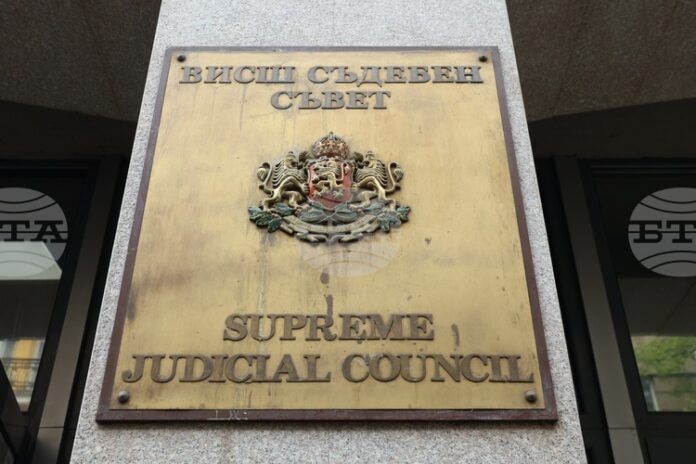 ВИСШ СЪДЕБЕН
СЪВЕТ
SUPREME
JUDICIAL COUNCIL
БТА
БТА